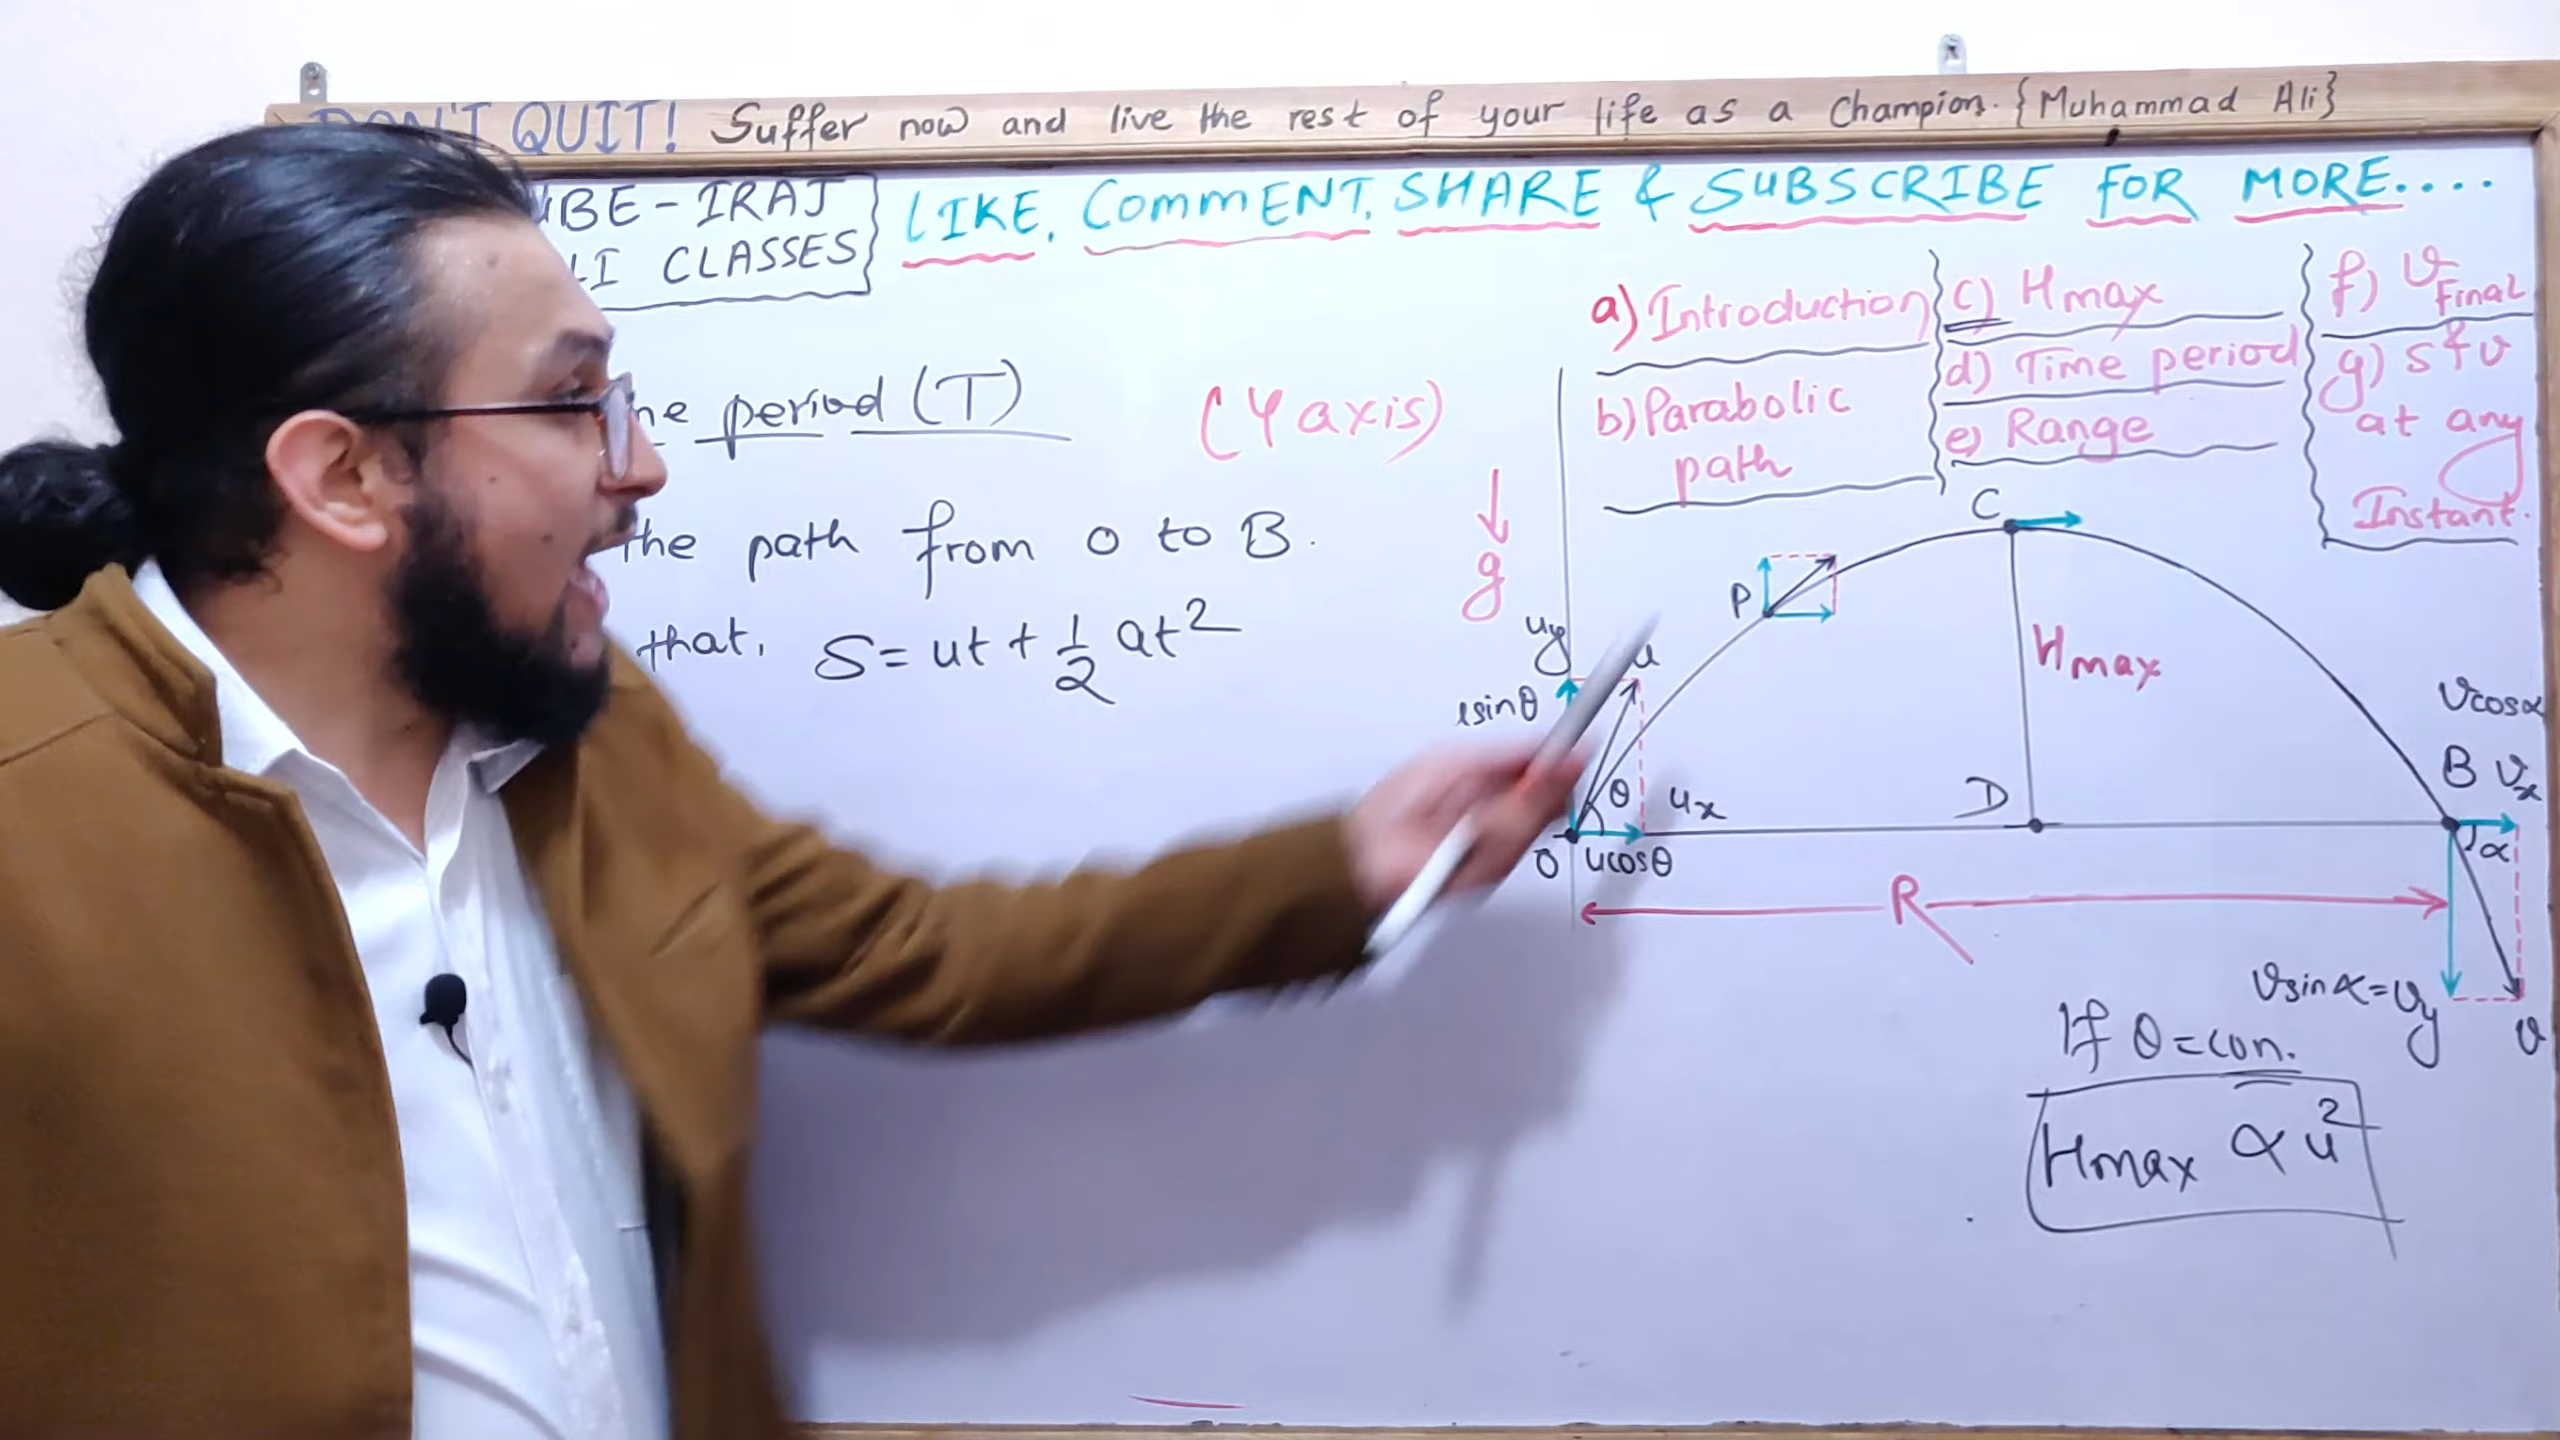 QUIT! Suffer now and live the rest of your life as a Champion. {Muhammad Ali}
BE-IRAJ
LI CLASSES
LIKE, COMMENT, SHARE & SUBSCRIBE FOR MORE....
a) Introduction
b) Parabolic
path
c) Hmax
d) Time period
e) Range
f) vFinal
g) s & v
at any
Instant.
ne period (T)
(Y axis)
the path from O to B.
that, S = ut + 1/2 at²
g
uy
u
usinθ
θ
ux
O
ucosθ
P
C
Hmax
D
vcosα
B vx
α
R
vsinα = vy
v
If θ = con.
Hmax ∝ u²